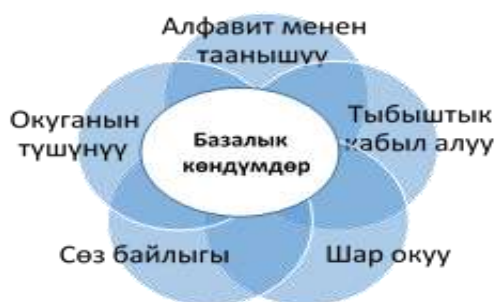 Алфавит менен
таанышуу
Тыбыштык
кабыл алуу
Шар окуу
Сөз байлыгы
Окуганын
түшүнүү
Базалык
көндүмдөр